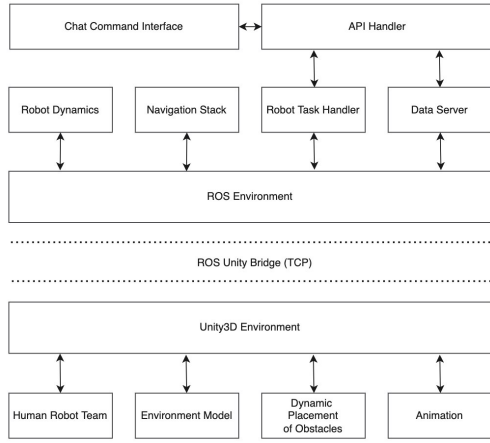 Chat Command Interface
API Handler
Robot Dynamics
Navigation Stack
Robot Task Handler
Data Server
ROS Environment
ROS Unity Bridge (TCP)
Unity3D Environment
Human Robot Team
Environment Model
Dynamic
Placement
of Obstacles
Animation